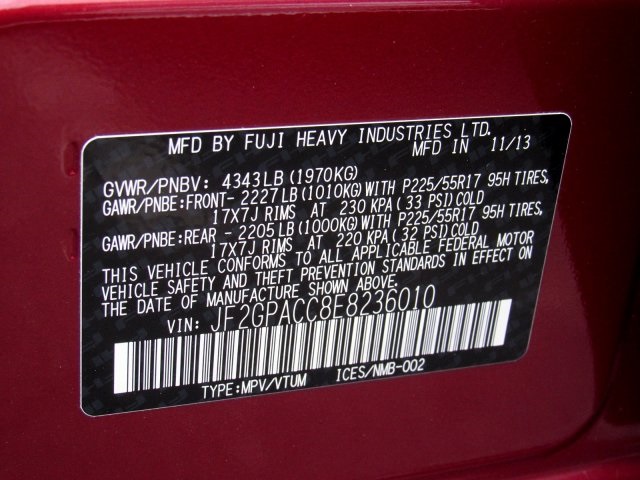 MFD BY FUJI HEAVY INDUSTRIES LTD.
MFD IN 11/13
GVWR/PNBV: 4343LB(1970KG)
GAWR/PNBE:FRONT- 2227LB(1010KG)WITH P225/55R17 95H TIRES,
17X7J RIMS AT 230 KPA( 33 PSI)COLD
GAWR/PNBE:REAR - 2205LB(1000KG)WITH P225/55R17 95H TIRES,
17X7J RIMS AT 220 KPA( 32 PSI)COLD
THIS VEHICLE CONFORMS TO ALL APPLICABLE FEDERAL MOTOR
VEHICLE SAFETY AND THEFT PREVENTION STANDARDS IN EFFECT ON
THE DATE OF MANUFACTURE SHOWN ABOVE.
VIN: JF2GPACC8E8236010
TYPE:MPV/VTUM ICES/NMB-002